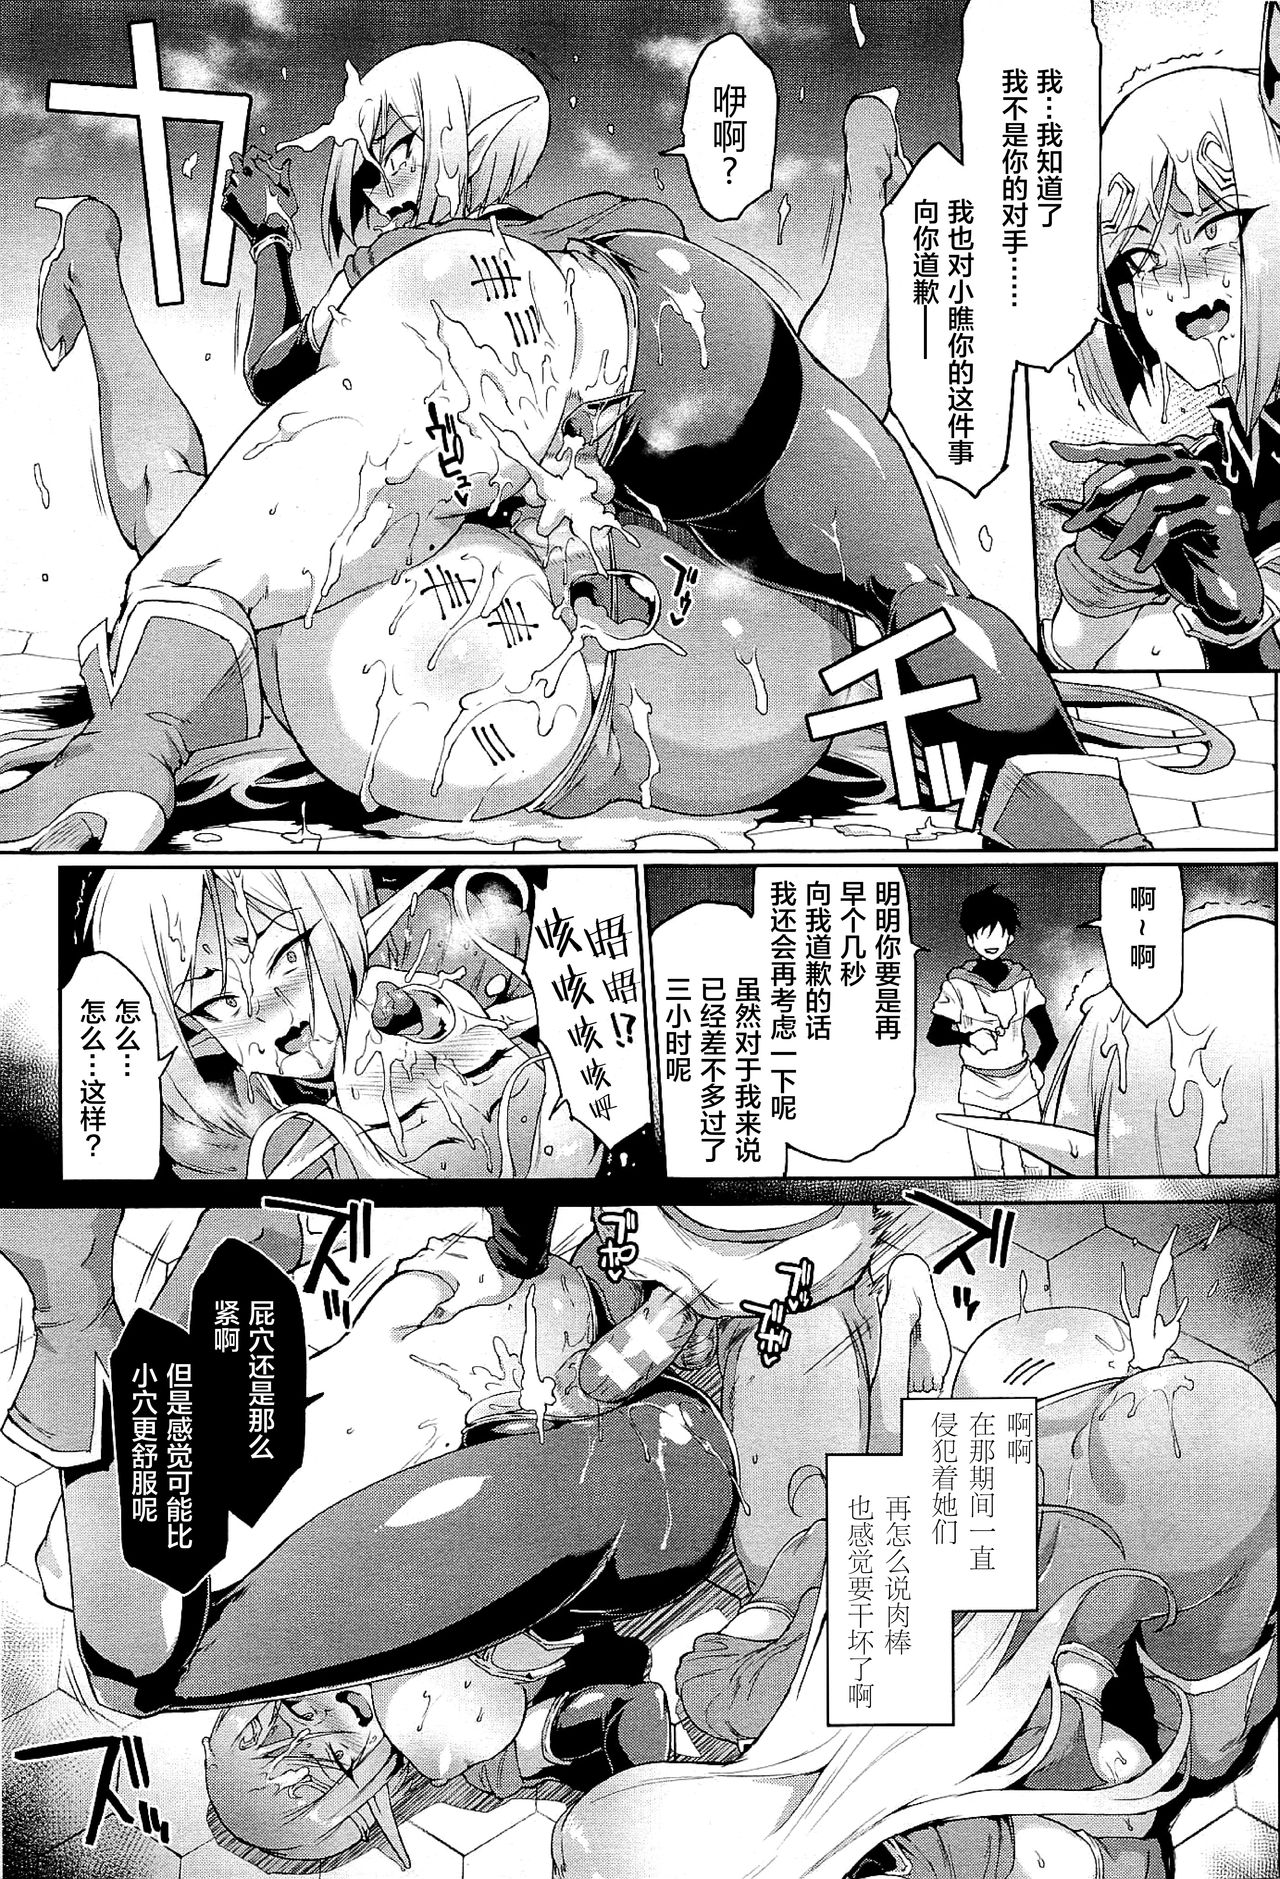 我…我知道了
我不是你的对手……
我也对小瞧你的这件事
向你道歉——
咿啊？
啊~啊
明明你要是再
早个几秒
向我道歉的话
我还会再考虑一下呢
虽然对于我来说
已经差不多过了
三小时呢
唔唔!?
咳咳咳咳
怎么…
怎么…这样？
啊啊
在那期间一直
侵犯着她们
再怎么说肉棒
也感觉要干坏了啊
屁穴还是那么
紧啊
但是感觉可能比
小穴更舒服呢